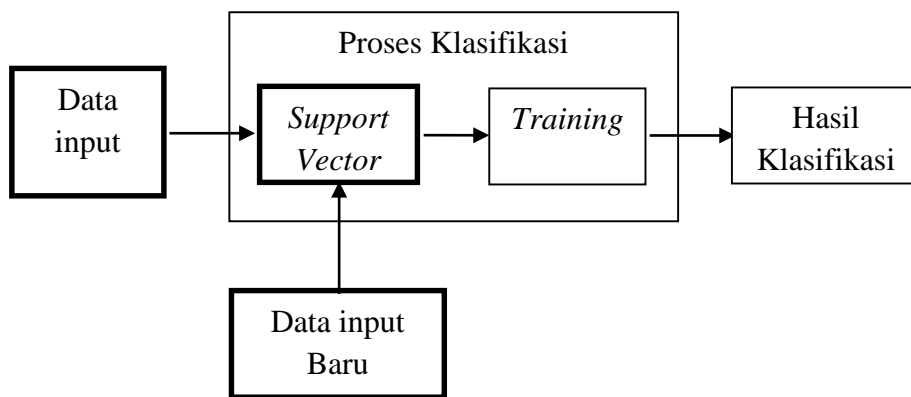 Proses Klasifikasi
Data
input
Support
Vector
Training
Hasil
Klasifikasi
Data input
Baru